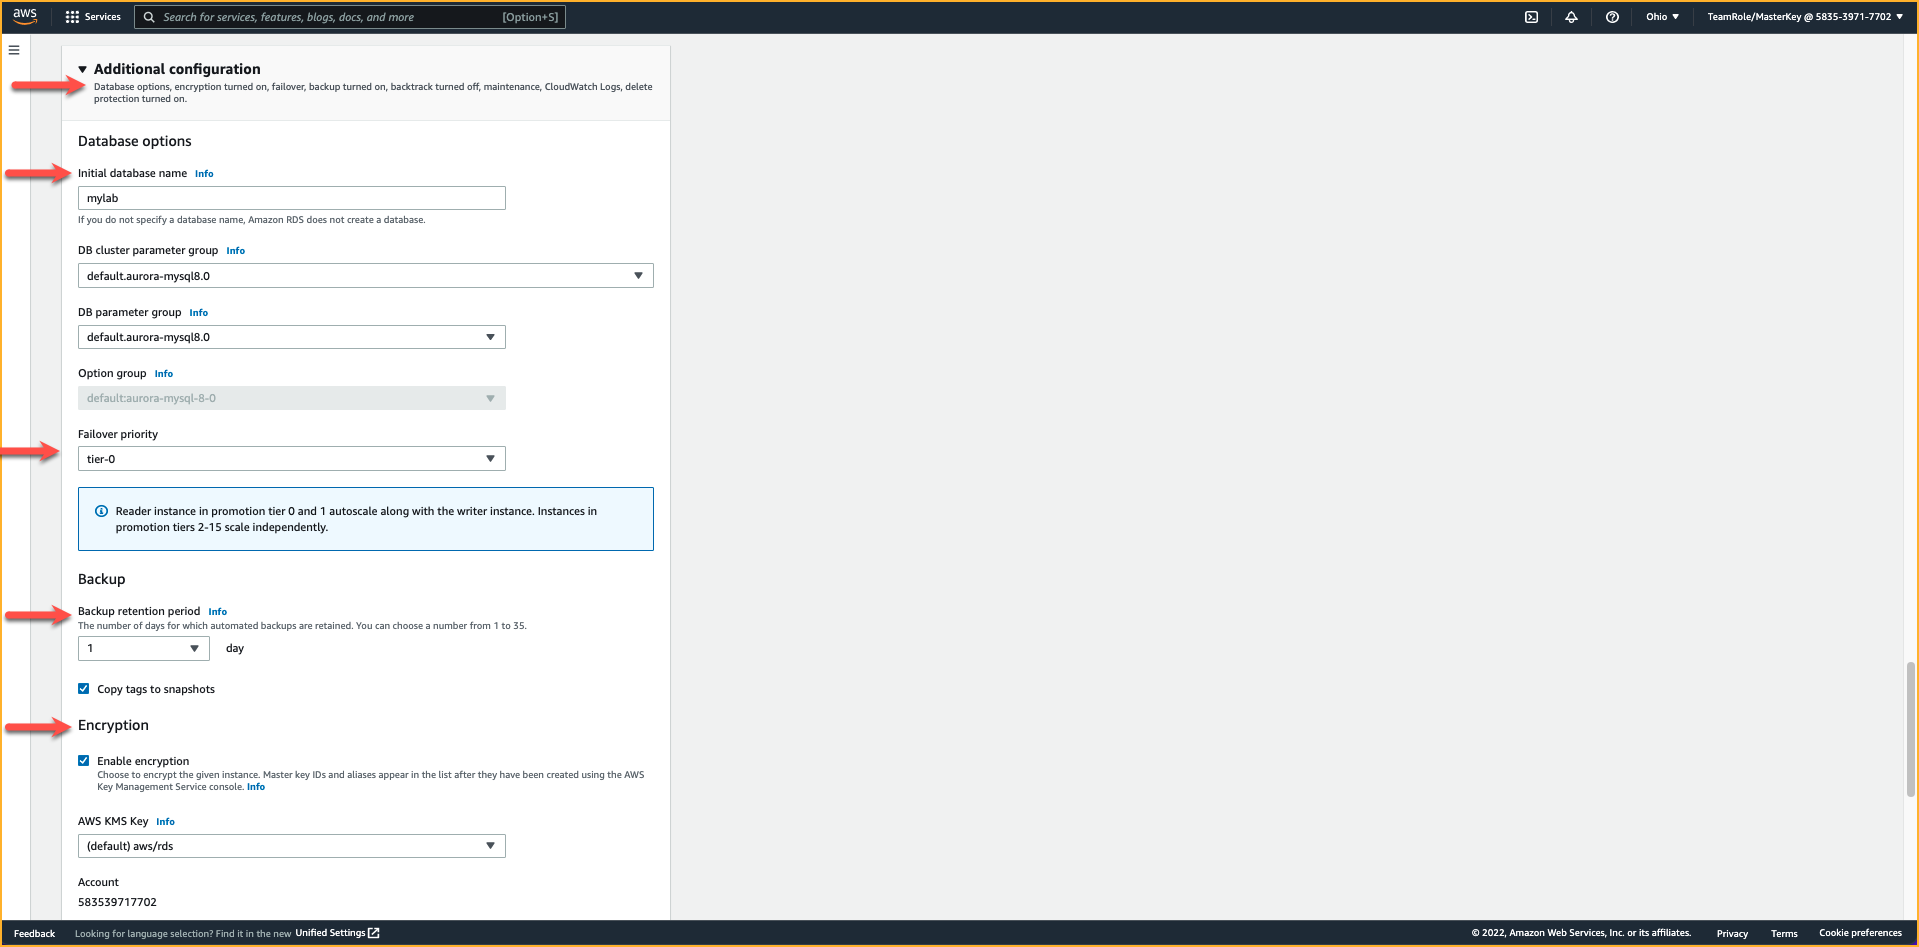 aws
Services
Search for services, features, blogs, docs, and more
[Option+S]
Ohio
TeamRole/MasterKey @ 5835-3971-7702
Additional configuration
Database options, encryption turned on, failover, backup turned on, backtrack turned off, maintenance, CloudWatch Logs, delete
protection turned on.
Database options
Initial database name Info
mylab
If you do not specify a database name, Amazon RDS does not create a database.
DB cluster parameter group Info
default.aurora-mysql8.0
DB parameter group Info
default.aurora-mysql8.0
Option group Info
default:aurora-mysql-8-0
Failover priority
tier-0
Reader instance in promotion tier 0 and 1 autoscale along with the writer instance. Instances in
promotion tiers 2-15 scale independently.
Backup
Backup retention period Info
The number of days for which automated backups are retained. You can choose a number from 1 to 35.
1 day
Copy tags to snapshots
Encryption
Enable encryption
Choose to encrypt the given instance. Master key IDs and aliases appear in the list after they have been created using the AWS
Key Management Service console. Info
AWS KMS Key Info
(default) aws/rds
Account
583539717702
Feedback
Looking for language selection? Find it in the new Unified Settings
© 2022, Amazon Web Services, Inc. or its affiliates.
Privacy
Terms
Cookie preferences